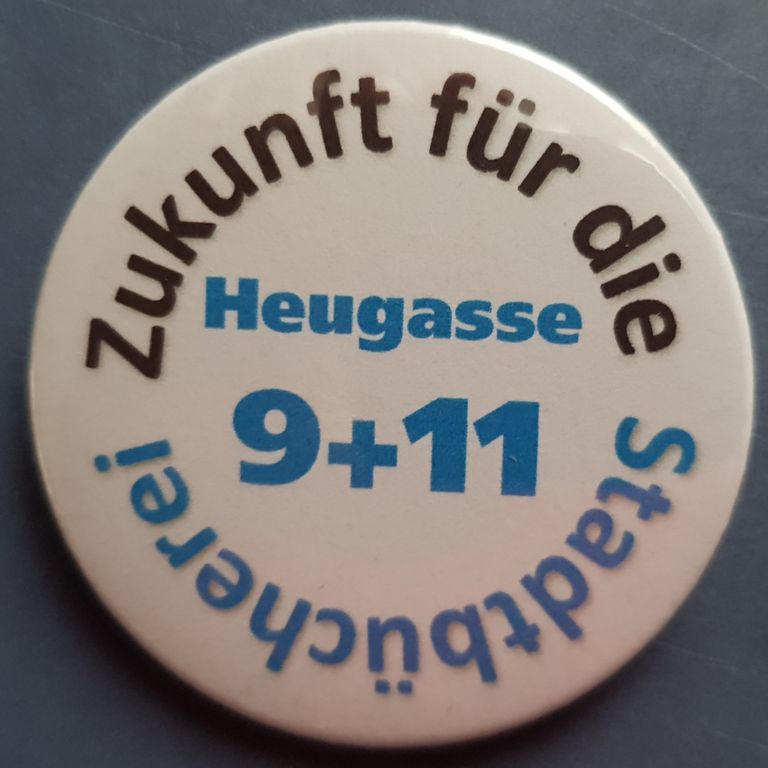 Zukunft für die Stadtbücherei!
Heugasse
9+11